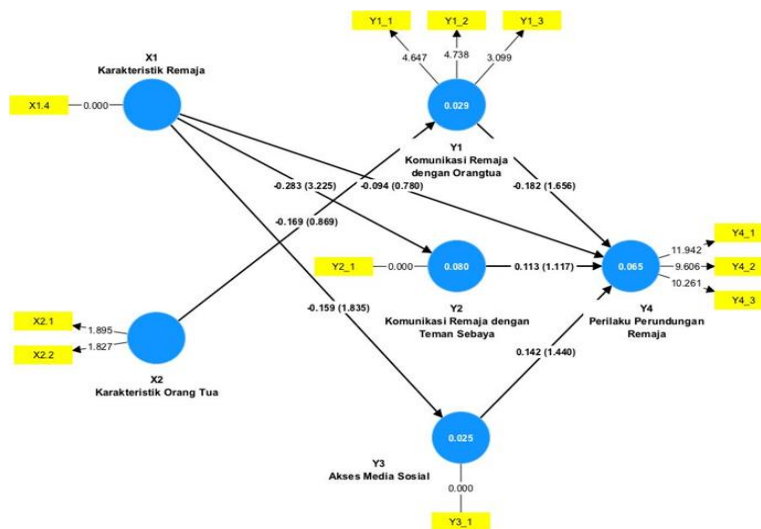 Y1_1
Y1_2
Y1_3
4.647
4.738
3.099
X1
Karakteristik Remaja
X1.4
0.000
0.029
Y1
Komunikasi Remaja
dengan Orangtua
-0.283 (3.225)
-0.094 (0.780)
-0.182 (1.656)
-0.169 (0.869)
Y2_1
0.000
0.080
0.113 (1.117)
0.065
11.942
9.606
10.261
Y4_1
Y4_2
Y4_3
Y2
Komunikasi Remaja dengan
Teman Sebaya
Y4
Perilaku Perundungan
Remaja
-0.159 (1.835)
X2.1
1.895
X2.2
1.827
X2
Karakteristik Orang Tua
0.142 (1.440)
0.025
Y3
Akses Media Sosial
0.000
Y3_1